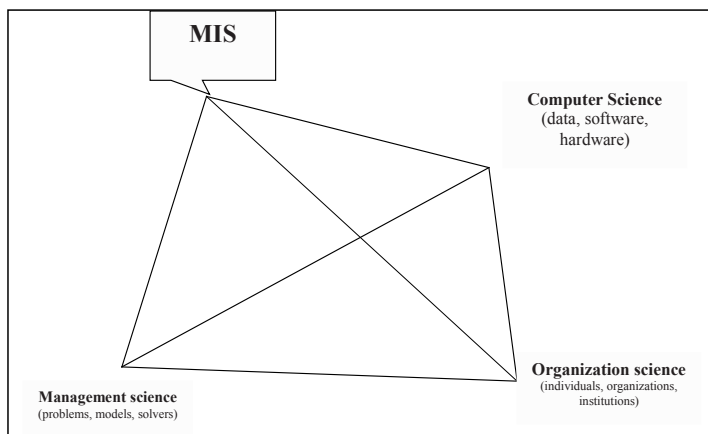 MIS
Computer Science
(data, software,
hardware)
Organization science
(individuals, organizations,
institutions)
Management science
(problems, models, solvers)